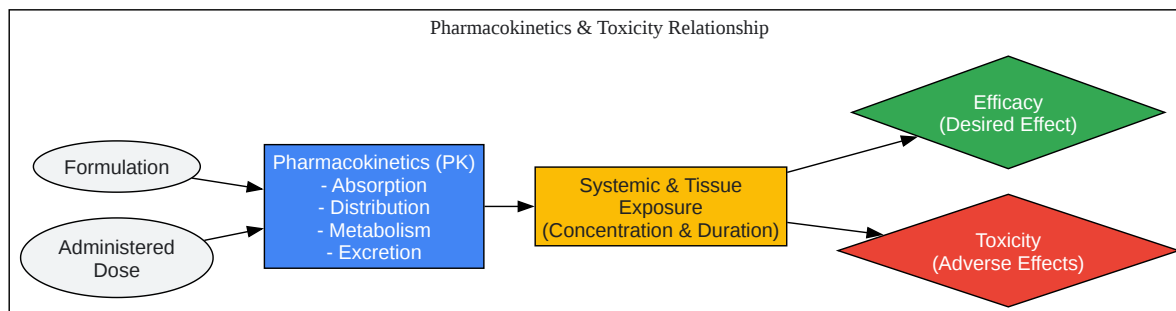 Pharmacokinetics & Toxicity Relationship
Formulation
Administered
Dose
Pharmacokinetics (PK)
- Absorption
- Distribution
- Metabolism
- Excretion
Systemic & Tissue
Exposure
(Concentration & Duration)
Efficacy
(Desired Effect)
Toxicity
(Adverse Effects)